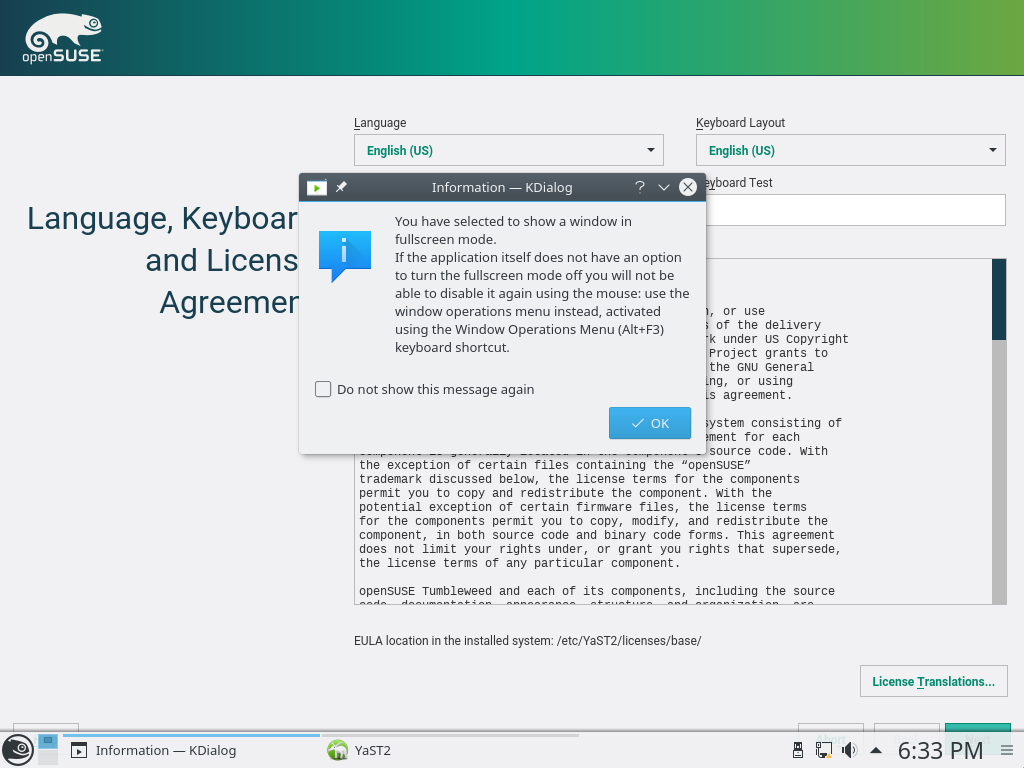 openSUSE
Language
Keyboard Layout
English (US)
English (US)
Information — KDialog
?
eyboard Test
Language, Keyboar
and Licens
Agreemen
You have selected to show a window in
fullscreen mode.
If the application itself does not have an option
to turn the fullscreen mode off you will not be
able to disable it again using the mouse: use the
window operations menu instead, activated
using the Window Operations Menu (Alt+F3)
keyboard shortcut.
Do not show this message again
OK
n, or use
s of the delivery
rk under US Copyright
Project grants to
the GNU General
ing, or using
is agreement.
system consisting of
ement for each
source code. With
the exception of certain files containing the “openSUSE”
trademark discussed below, the license terms for the components
permit you to copy and redistribute the component. With the
potential exception of certain firmware files, the license terms
for the components permit you to copy, modify, and redistribute the
component, in both source code and binary code forms. This agreement
does not limit your rights under, or grant you rights that supersede,
the license terms of any particular component.
openSUSE Tumbleweed and each of its components, including the source
code, documentation, appearance, structure, and organization, are
EULA location in the installed system: /etc/YaST2/licenses/base/
License Translations...
Information — KDialog
YaST2
6:33 PM